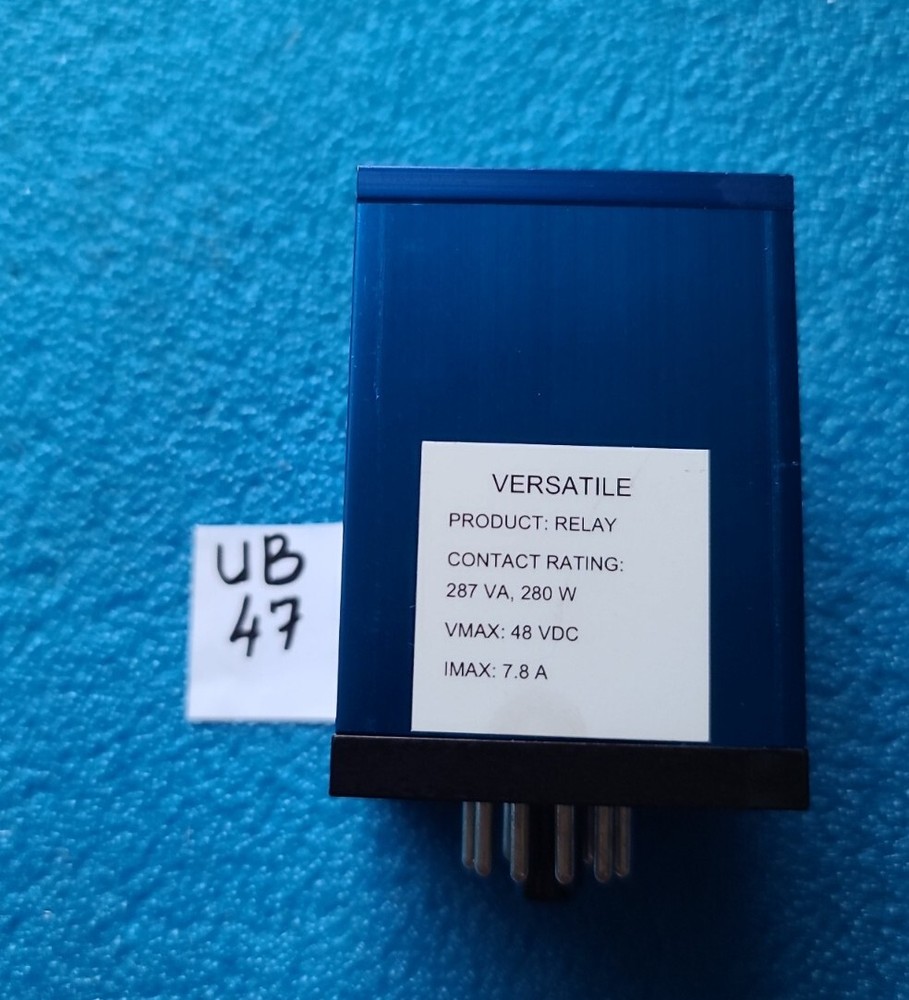 VERSATILE
PRODUCT: RELAY
CONTACT RATING:
287 VA, 280 W
VMAX: 48 VDC
IMAX: 7.8 A
UB
47